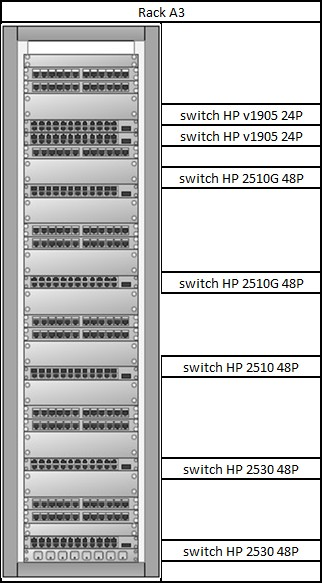 Rack A3
switch HP v1905 24P
switch HP v1905 24P
switch HP 2510G 48P
switch HP 2510G 48P
switch HP 2510 48P
switch HP 2530 48P
switch HP 2530 48P